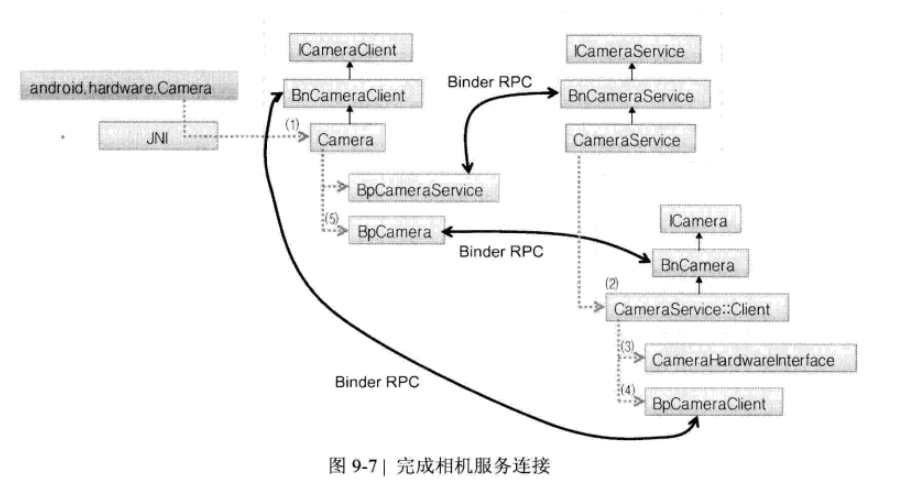 ICameraClient
ICameraService
android.hardware.Camera
Binder RPC
BnCameraClient
BnCameraService
JNI
(1)
Camera
CameraService
BpCameraService
(5)
BpCamera
ICamera
Binder RPC
BnCamera
(2)
CameraService::Client
(3)
CameraHardwareInterface
Binder RPC
(4)
BpCameraClient
图 9-7 | 完成相机服务连接